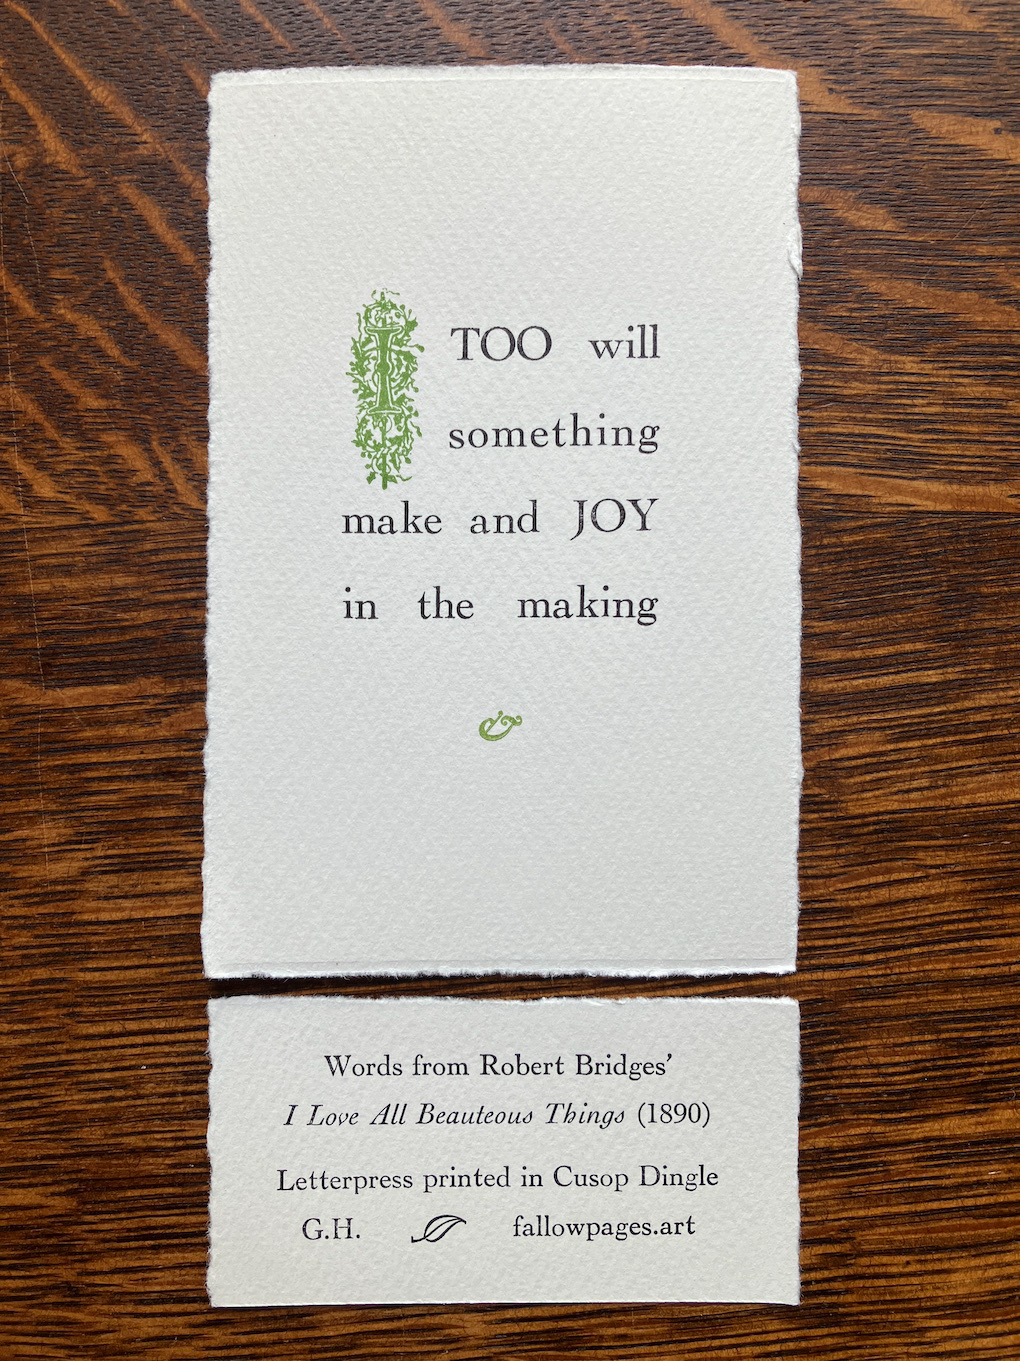 I TOO will
something
make and JOY
in the making
&
Words from Robert Bridges’
I Love All Beauteous Things (1890)
Letterpress printed in Cusop Dingle
G.H. fallowpages.art